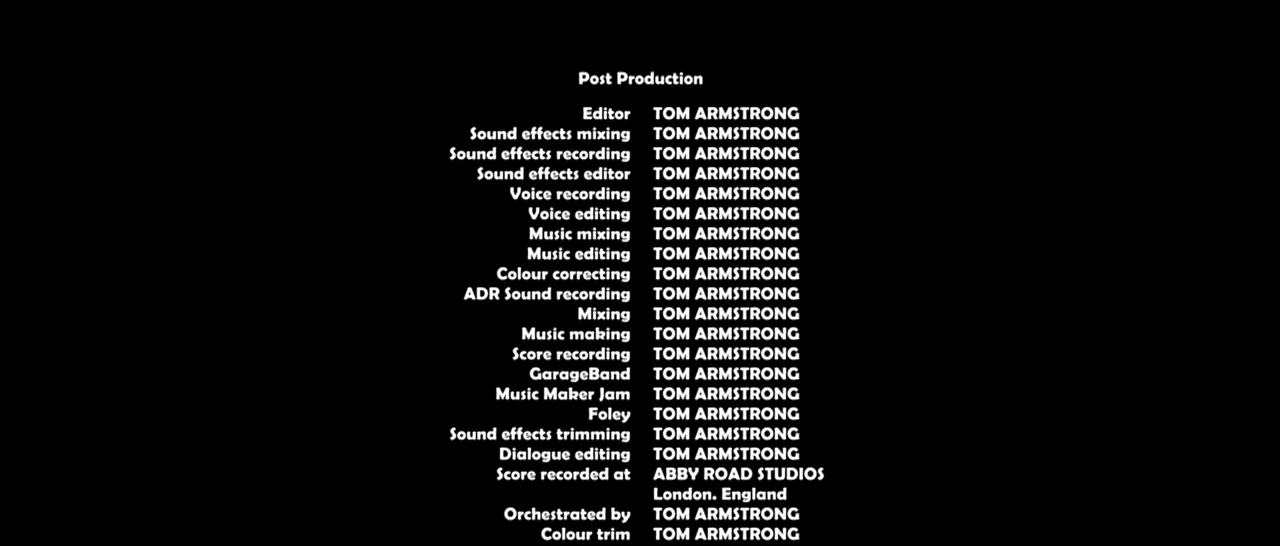 Post Production
Editor TOM ARMSTRONG
Sound effects mixing TOM ARMSTRONG
Sound effects recording TOM ARMSTRONG
Sound effects editor TOM ARMSTRONG
Voice recording TOM ARMSTRONG
Voice editing TOM ARMSTRONG
Music mixing TOM ARMSTRONG
Music editing TOM ARMSTRONG
Colour correcting TOM ARMSTRONG
ADR Sound recording TOM ARMSTRONG
Mixing TOM ARMSTRONG
Music making TOM ARMSTRONG
Score recording TOM ARMSTRONG
GarageBand TOM ARMSTRONG
Music Maker Jam TOM ARMSTRONG
Foley TOM ARMSTRONG
Sound effects trimming TOM ARMSTRONG
Dialogue editing TOM ARMSTRONG
Score recorded at ABBY ROAD STUDIOS
London. England
Orchestrated by TOM ARMSTRONG
Colour trim TOM ARMSTRONG